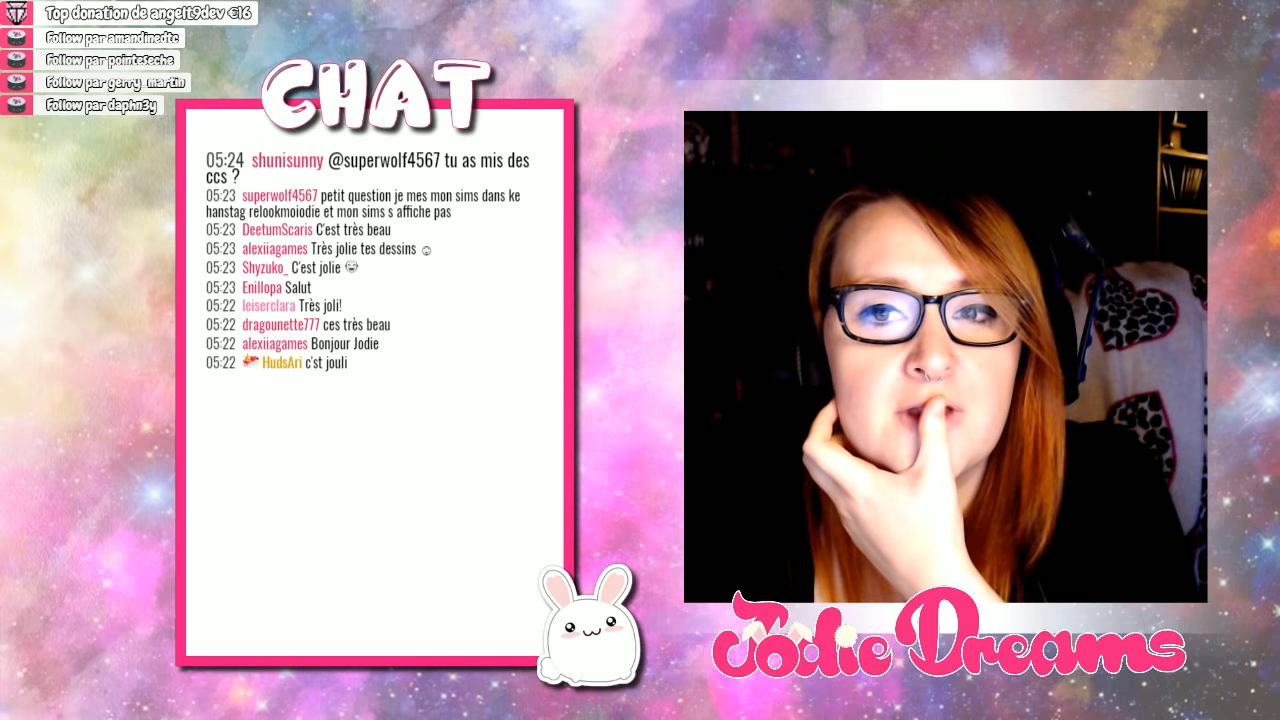 Top donation de angell9dev €16
Follow par amandinedtc
Follow par pointeseche
Follow par gerry_martin
Follow par daphn3y
CHAT
05:24 shunisunny @superwolf4567 tu as mis des
ccs ?
05:23 superwolf4567 petit question je mes mon sims dans ke
hanstag relookmoiodie et mon sims s affiche pas
05:23 DeetumScaris C'est très beau
05:23 alexiiagames Très jolie tes dessins
05:23 Shyzuko_ C'est jolie
05:23 Enillopa Salut
05:22 leiserclara Très joli!
05:22 dragounette777 ces très beau
05:22 alexiiagames Bonjour Jodie
05:22 HudsAri c'est jouli
Jodie Dreams